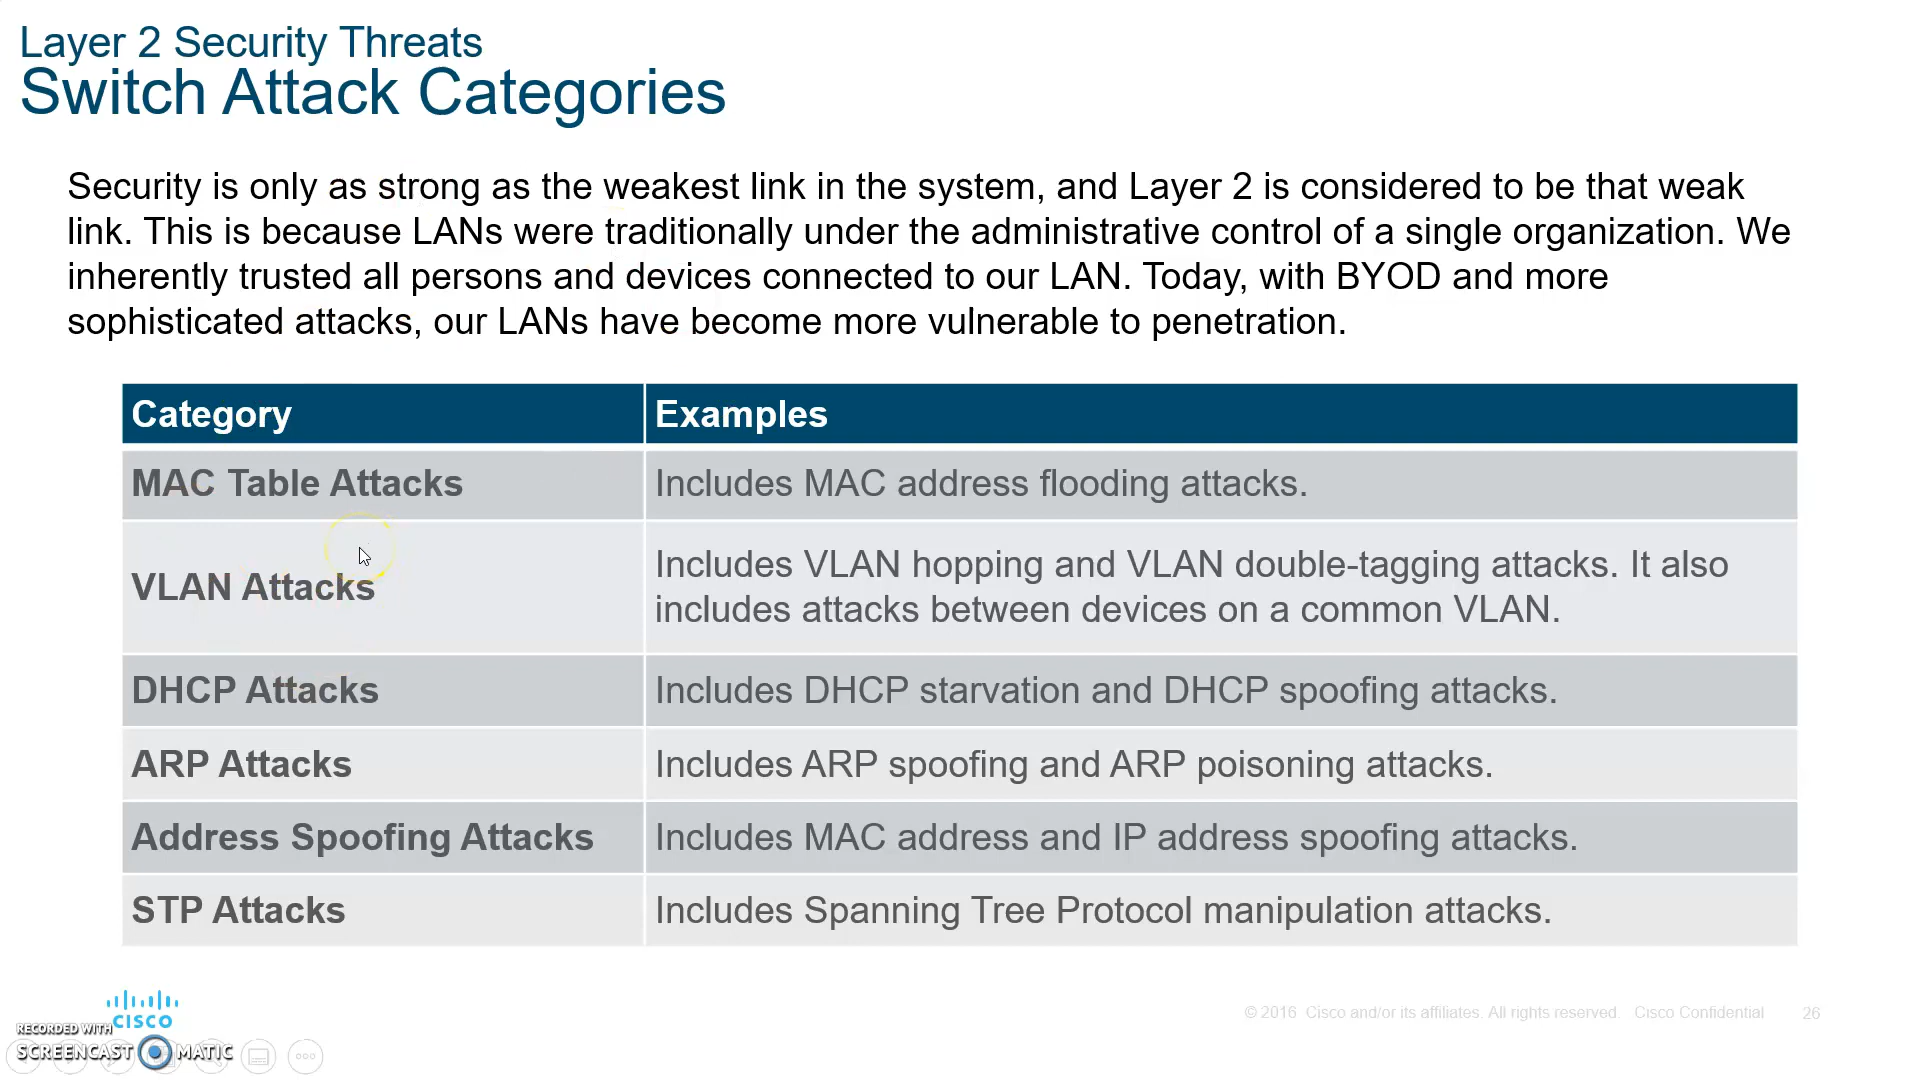 Layer 2 Security Threats
Switch Attack Categories
Security is only as strong as the weakest link in the system, and Layer 2 is considered to be that weak
link. This is because LANs were traditionally under the administrative control of a single organization. We
inherently trusted all persons and devices connected to our LAN. Today, with BYOD and more
sophisticated attacks, our LANs have become more vulnerable to penetration.
Category Examples
MAC Table Attacks Includes MAC address flooding attacks.
VLAN Attacks Includes VLAN hopping and VLAN double-tagging attacks. It also
includes attacks between devices on a common VLAN.
DHCP Attacks Includes DHCP starvation and DHCP spoofing attacks.
ARP Attacks Includes ARP spoofing and ARP poisoning attacks.
Address Spoofing Attacks Includes MAC address and IP address spoofing attacks.
STP Attacks Includes Spanning Tree Protocol manipulation attacks.
CISCO
© 2016 Cisco and/or its affiliates. All rights reserved. Cisco Confidential 26
RECORDED WITH
SCREENCAST MATIC